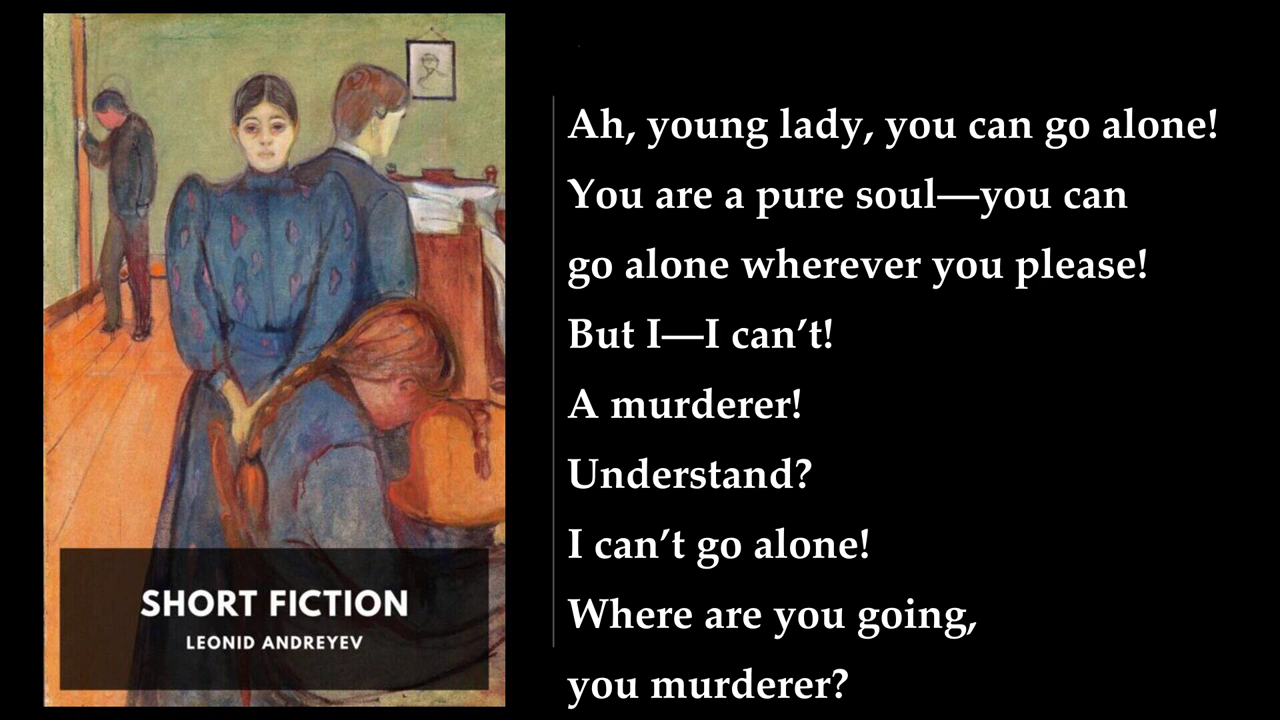 SHORT FICTION
LEONID ANDREYEV
Ah, young lady, you can go alone!
You are a pure soul—you can
go alone wherever you please!
But I—I can’t!
A murderer!
Understand?
I can’t go alone!
Where are you going,
you murderer?